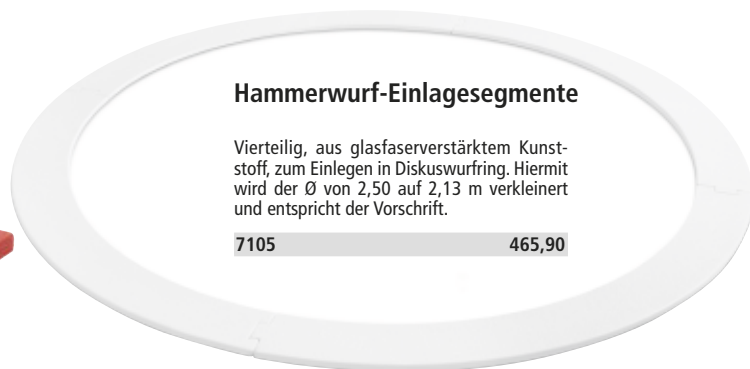 Hammerwurf-Einlagesegmente
Vierteilig, aus glasfaserverstärktem Kunst-
stoff, zum Einlegen in Diskuswurfring. Hiermit
wird der Ø von 2,50 auf 2,13 m verkleinert
und entspricht der Vorschrift.
7105 465,90